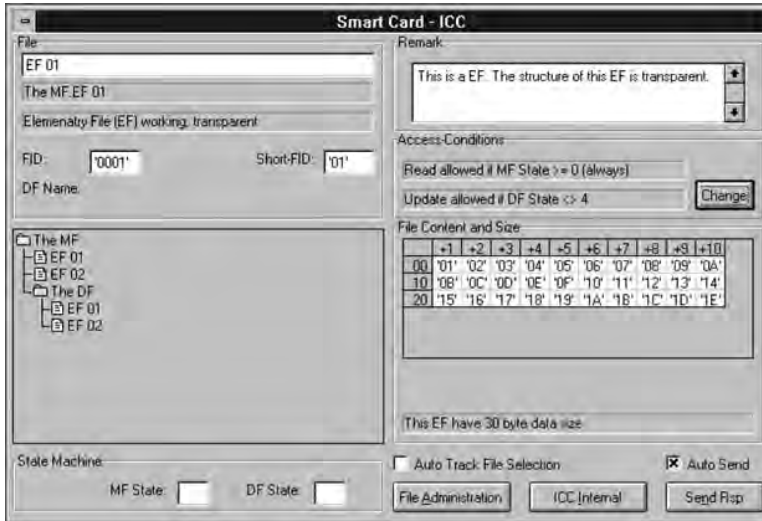 Smart Card - ICC
File
EF 01
The MF.EF 01
Elemenatry File (EF) working, transparent
FID: '0001' Short-FID: '01'
DF Name:
The MF
EF 01
EF 02
The DF
EF 01
EF 02
State Machine
MF State: DF State:
Remark
This is a EF. The structure of this EF is transparent.
Access-Conditions
Read allowed if MF State >= 0 (always)
Update allowed if DF State <> 4
Change
File Content and Size
+1 +2 +3 +4 +5 +6 +7 +8 +9 +10
00 '01' '02' '03' '04' '05' '06' '07' '08' '09' '0A'
10 '0B' '0C' '0D' '0E' '0F' '10' '11' '12' '13' '14'
20 '15' '16' '17' '18' '19' '1A' '1B' '1C' '1D' '1E'
This EF have 30 byte data size
Auto Track File Selection Auto Send
File Administration ICC Internal Send Rsp